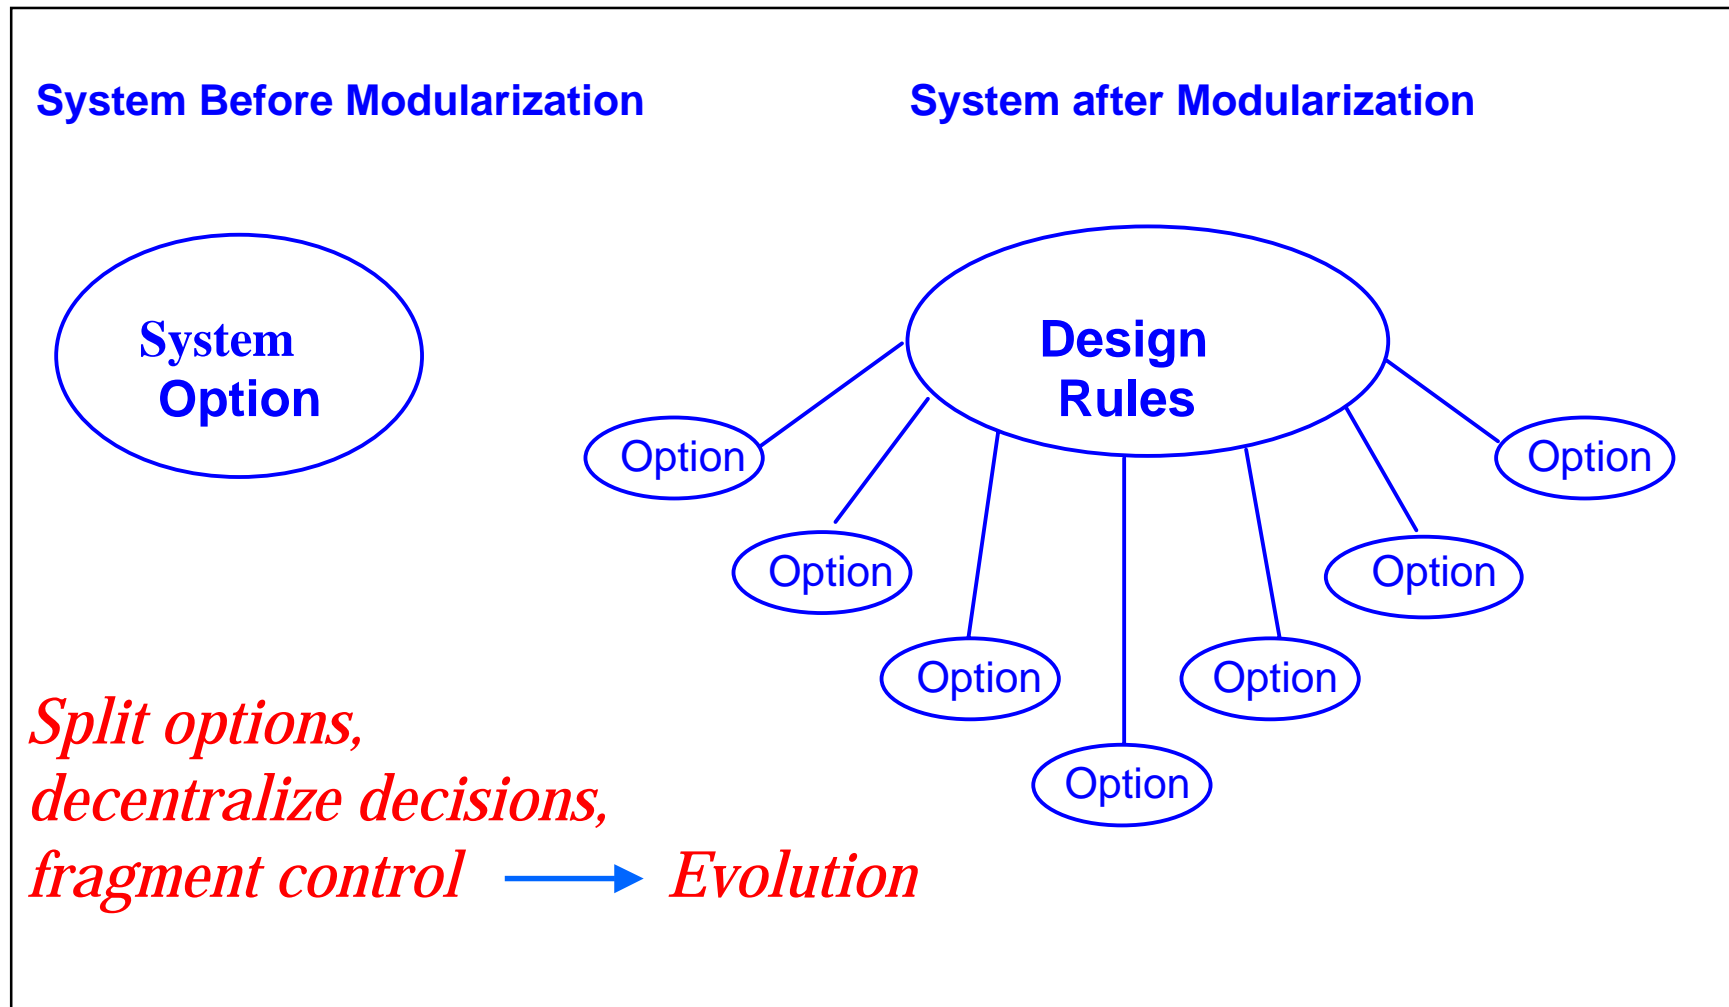 System Before Modularization
System after Modularization
System
Option
Design
Rules
Option
Option
Option
Option
Option
Option
Option
Split options,
decentralize decisions,
fragment control
Evolution